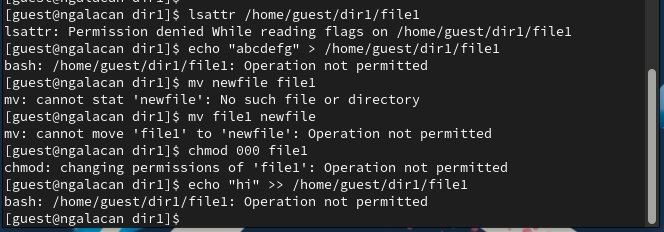 [guest@ngalacan dir1]$ lsattr /home/guest/dir1/file1
lsattr: Permission denied While reading flags on /home/guest/dir1/file1
[guest@ngalacan dir1]$ echo "abcdefg" > /home/guest/dir1/file1
bash: /home/guest/dir1/file1: Operation not permitted
[guest@ngalacan dir1]$ mv newfile file1
mv: cannot stat 'newfile': No such file or directory
[guest@ngalacan dir1]$ mv file1 newfile
mv: cannot move 'file1' to 'newfile': Operation not permitted
[guest@ngalacan dir1]$ chmod 000 file1
chmod: changing permissions of 'file1': Operation not permitted
[guest@ngalacan dir1]$ echo "hi" >> /home/guest/dir1/file1
bash: /home/guest/dir1/file1: Operation not permitted
[guest@ngalacan dir1]$